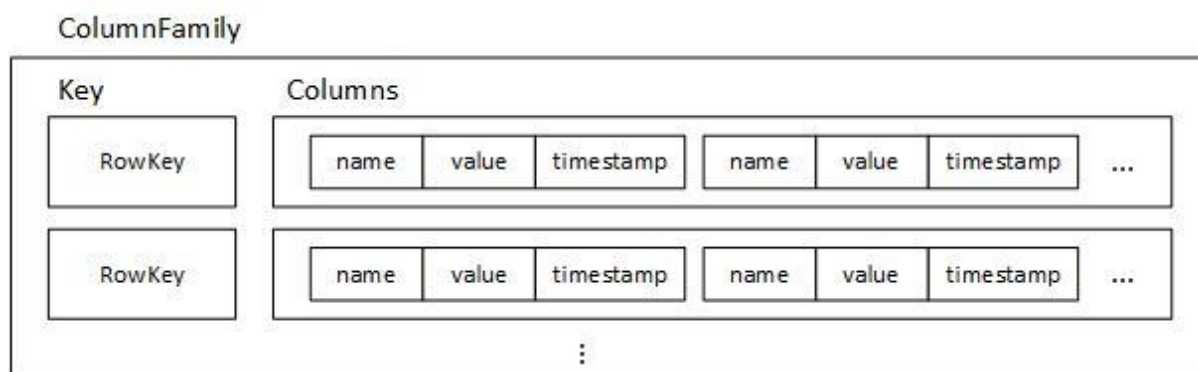 ColumnFamily
Key Columns
RowKey name value timestamp name value timestamp ...
RowKey name value timestamp name value timestamp ...
⋮